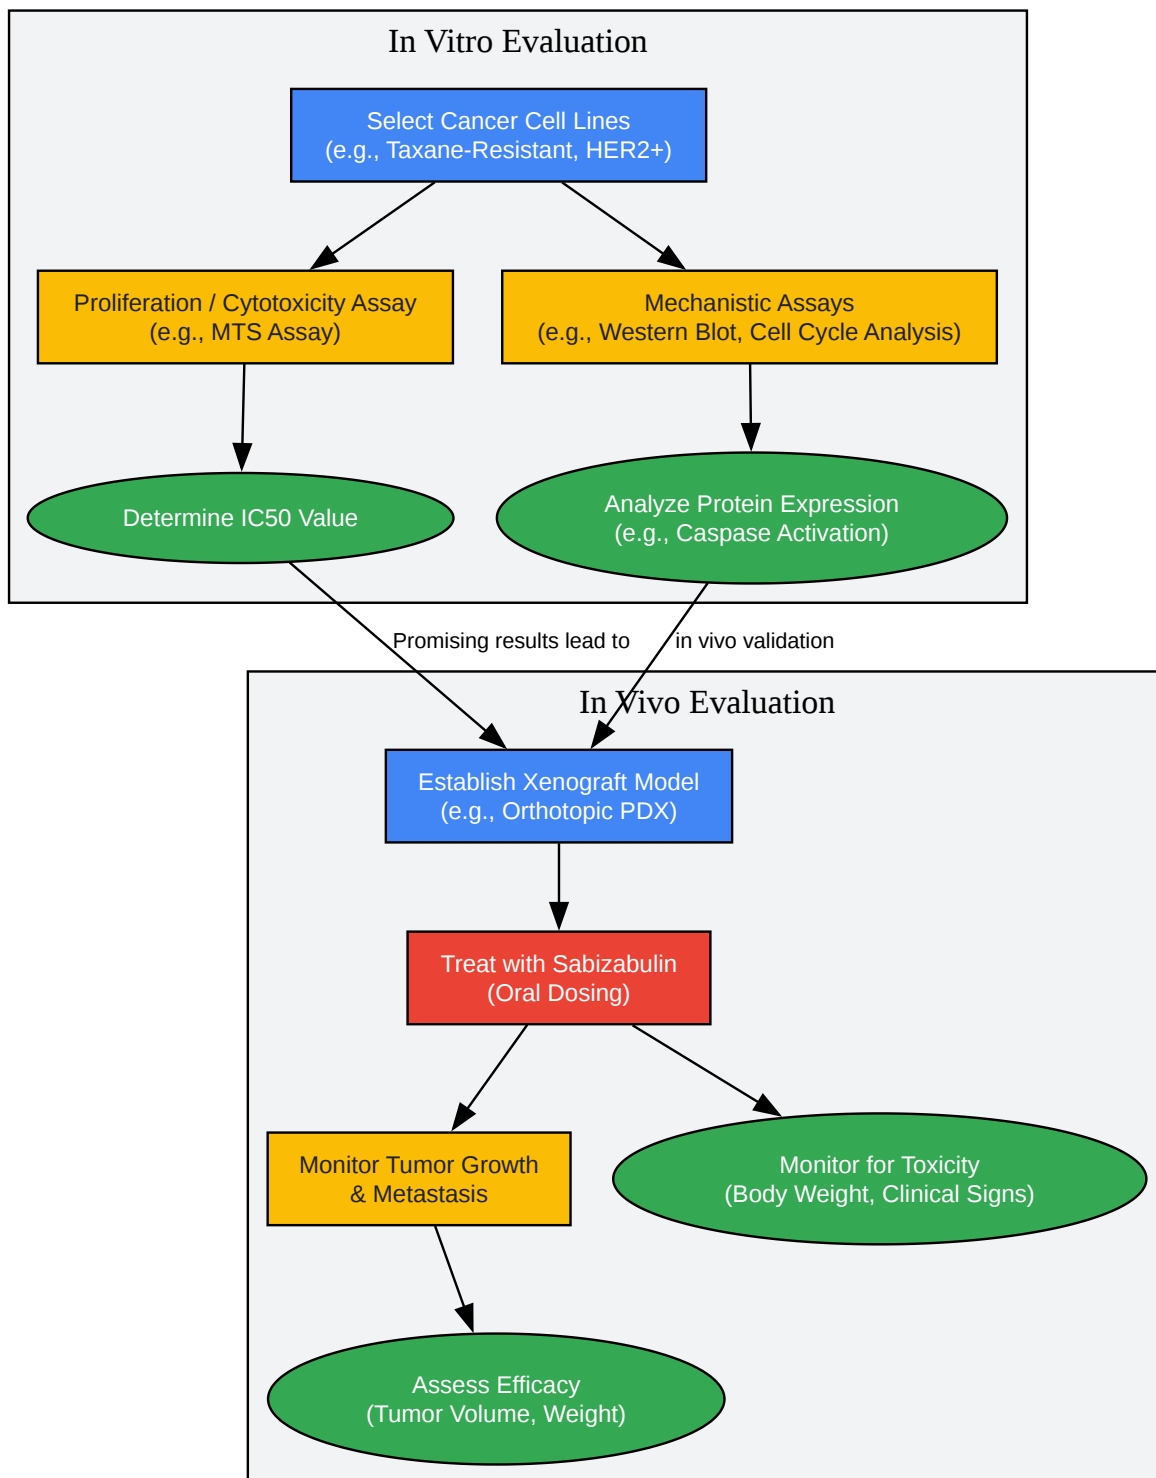 In Vitro Evaluation
Select Cancer Cell Lines
(e.g., Taxane-Resistant, HER2+)
Proliferation / Cytotoxicity Assay
(e.g., MTS Assay)
Mechanistic Assays
(e.g., Western Blot, Cell Cycle Analysis)
Determine IC50 Value
Analyze Protein Expression
(e.g., Caspase Activation)
Promising results lead to
in vivo validation
In Vivo Evaluation
Establish Xenograft Model
(e.g., Orthotopic PDX)
Treat with Sabizabulin
(Oral Dosing)
Monitor Tumor Growth
& Metastasis
Monitor for Toxicity
(Body Weight, Clinical Signs)
Assess Efficacy
(Tumor Volume, Weight)